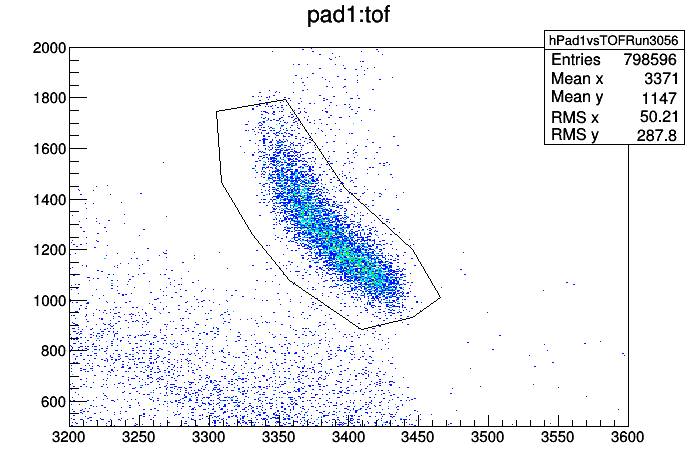 pad1:tof
hPad1vsTOFRun3056
Entries 798596
Mean x 3371
Mean y 1147
RMS x 50.21
RMS y 287.8
2000
1800
1600
1400
1200
1000
800
600
3200 3250 3300 3350 3400 3450 3500 3550 3600